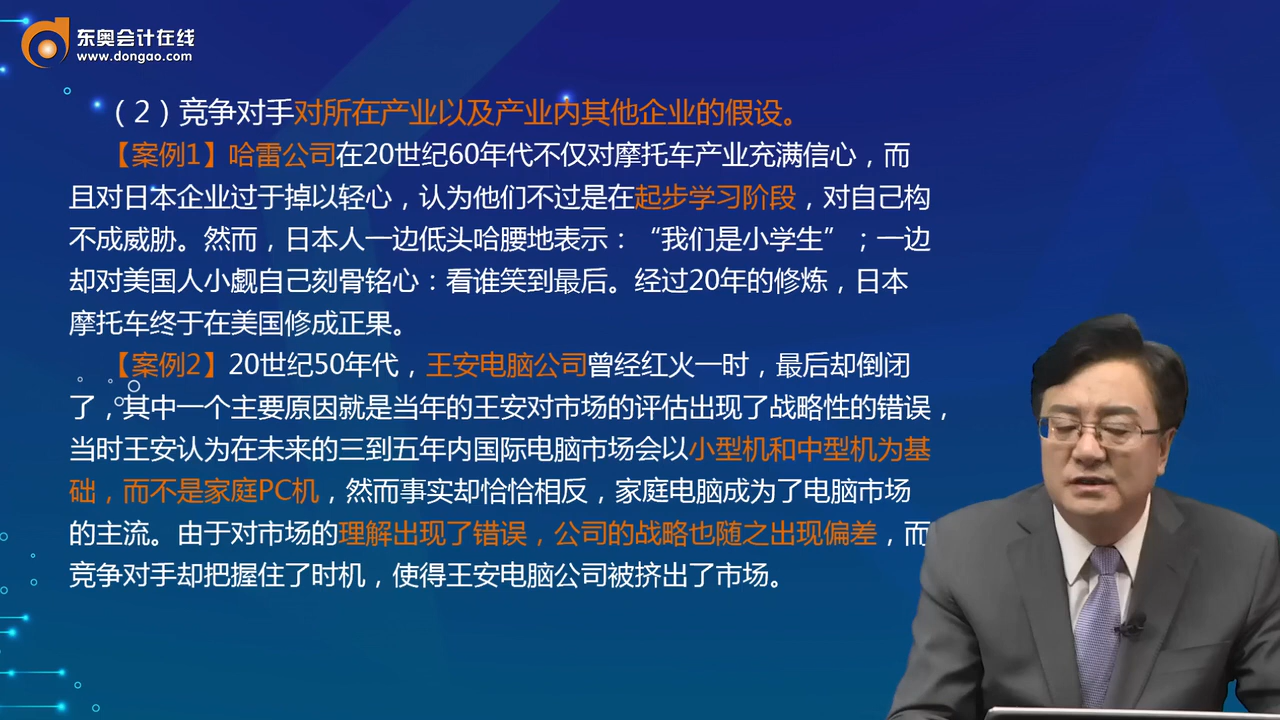 东奥会计在线
www.dongao.com
（2）竞争对手对所在产业以及产业内其他企业的假设。
【案例1】哈雷公司在20世纪60年代不仅对摩托车产业充满信心，而
且对日本企业过于掉以轻心，认为他们不过是在起步学习阶段，对自己构
不成威胁。然而，日本人一边低头哈腰地表示：“我们是小学生”；一边
却对美国人小觑自己刻骨铭心：看谁笑到最后。经过20年的修炼，日本
摩托车终于在美国修成正果。
【案例2】20世纪50年代，王安电脑公司曾经红火一时，最后却倒闭
了，其中一个主要原因就是当年的王安对市场的评估出现了战略性的错误，
当时王安认为在未来的三到五年内国际电脑市场会以小型机和中型机为基
础，而不是家庭PC机，然而事实却恰恰相反，家庭电脑成为了电脑市场
的主流。由于对市场的理解出现了错误，公司的战略也随之出现偏差，而
竞争对手却把握住了时机，使得王安电脑公司被挤出了市场。